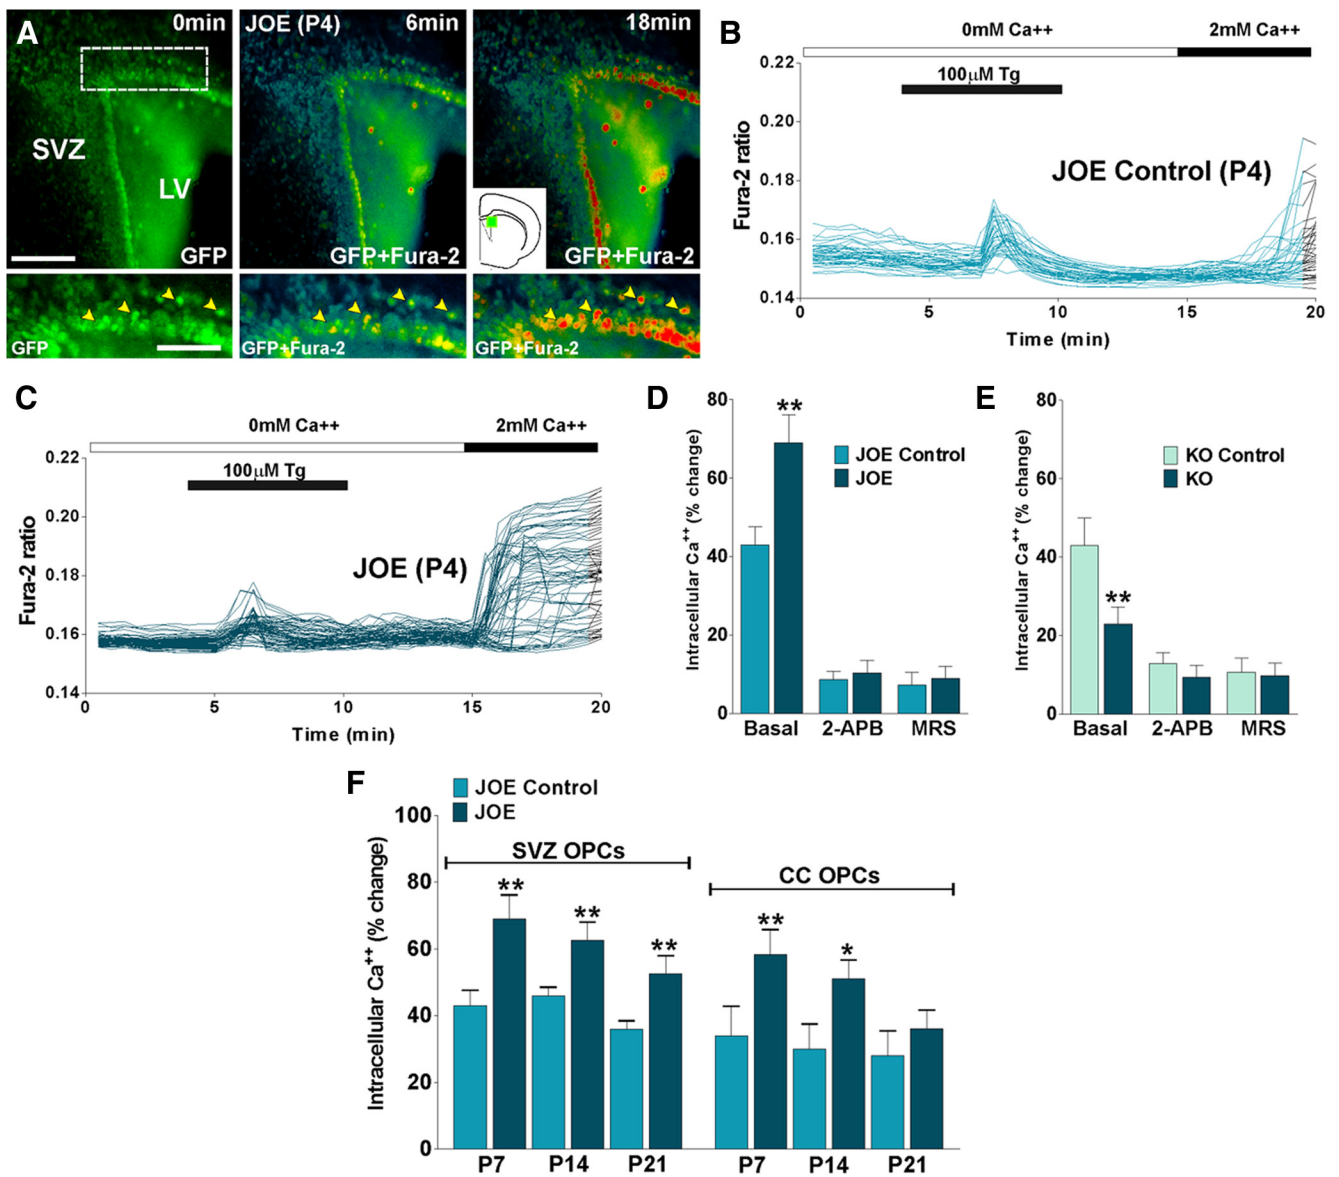 A
0min
SVZ
LV
GFP
JOE (P4)
6min
GFP+Fura-2
18min
GFP+Fura-2
GFP
GFP+Fura-2
GFP+Fura-2
B
0mM Ca++
2mM Ca++
100µM Tg
JOE Control (P4)
Fura-2 ratio
0.22
0.20
0.18
0.16
0.14
0
5
10
15
20
Time (min)
C
0mM Ca++
2mM Ca++
100µM Tg
JOE (P4)
Fura-2 ratio
0.22
0.20
0.18
0.16
0.14
0
5
10
15
20
Time (min)
D
Intracellular Ca++ (% change)
80
60
40
20
0
**
JOE Control
JOE
Basal
2-APB
MRS
E
Intracellular Ca++ (% change)
80
60
40
20
0
**
KO Control
KO
Basal
2-APB
MRS
F
JOE Control
JOE
Intracellular Ca++ (% change)
100
80
60
40
20
0
SVZ OPCs
CC OPCs
**
**
**
**
*
P7
P14
P21
P7
P14
P21